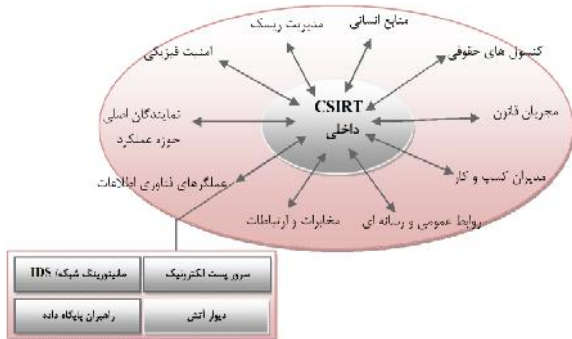 منابع انسانی
مدیریت ریسک
کنسول های حقوقی
امنیت فیزیکی
CSIRT
داخلی
مجریان قانون
نمایندگان اصلی
حوزه عملکرد
مدیران کسب و کار
عملگرهای فناوری اطلاعات
روابط عمومی و رسانه ای
مخابرات و ارتباطات
سرور پست الکترونیک
مانیتورینگ شبکه/ IDS
دیوار آتش
راهبران پایگاه داده